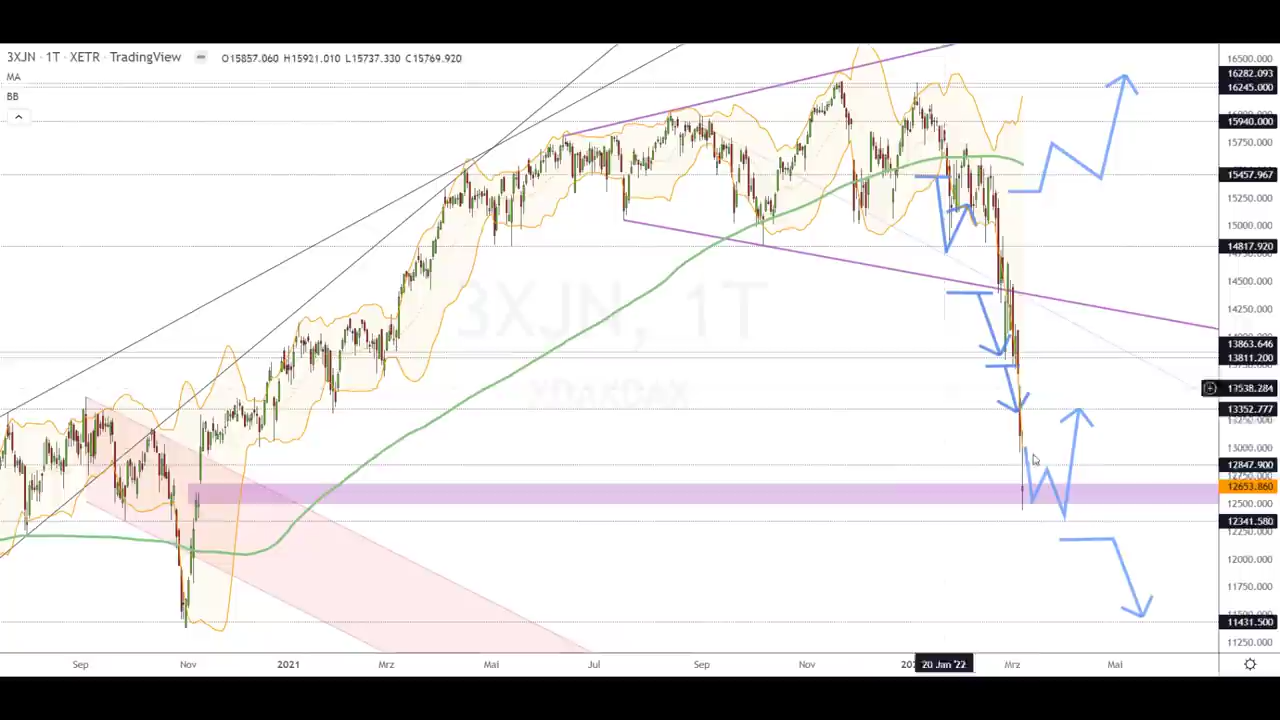 3XJN · 1T · XETR · TradingView
O15857.060 H15921.010 L15737.330 C15769.920
MA
BB
3XJN, 1T
XDAXDAX
16500.000
16282.093
16245.000
15940.000
15750.000
15457.967
15250.000
15000.000
14817.920
14500.000
14250.000
13863.646
13811.200
13538.284
13352.777
13000.000
12847.900
12653.860
12500.000
12341.580
12000.000
11750.000
11431.500
11250.000
Sep
Nov
2021
Mrz
Mai
Jul
Sep
Nov
20 Jan '22
Mrz
Mai